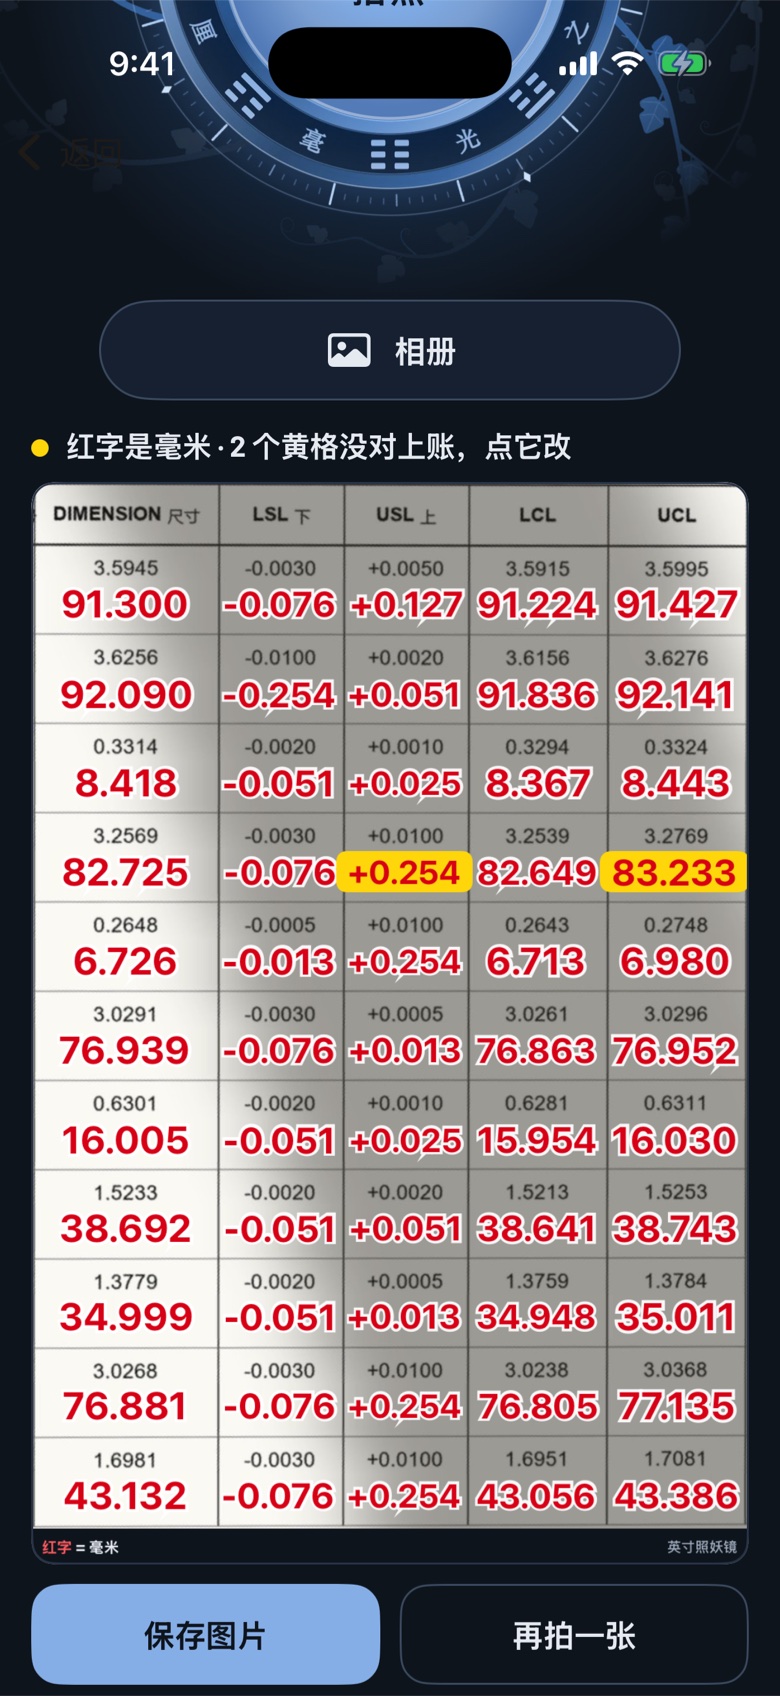 9:41
厘 之
毫 光
返回
相册
红字是毫米·2 个黄格没对上账，点它改
DIMENSION 尺寸 LSL 下 USL 上 LCL UCL
3.5945 -0.0030 +0.0050 3.5915 3.5995
91.300 -0.076 +0.127 91.224 91.427
3.6256 -0.0100 +0.0020 3.6156 3.6276
92.090 -0.254 +0.051 91.836 92.141
0.3314 -0.0020 +0.0010 0.3294 0.3324
8.418 -0.051 +0.025 8.367 8.443
3.2569 -0.0030 +0.0100 3.2539 3.2769
82.725 -0.076 +0.254 82.649 83.233
0.2648 -0.0005 +0.0100 0.2643 0.2748
6.726 -0.013 +0.254 6.713 6.980
3.0291 -0.0030 +0.0005 3.0261 3.0296
76.939 -0.076 +0.013 76.863 76.952
0.6301 -0.0020 +0.0010 0.6281 0.6311
16.005 -0.051 +0.025 15.954 16.030
1.5233 -0.0020 +0.0020 1.5213 1.5253
38.692 -0.051 +0.051 38.641 38.743
1.3779 -0.0020 +0.0005 1.3759 1.3784
34.999 -0.051 +0.013 34.948 35.011
3.0268 -0.0030 +0.0100 3.0238 3.0368
76.881 -0.076 +0.254 76.805 77.135
1.6981 -0.0030 +0.0100 1.6951 1.7081
43.132 -0.076 +0.254 43.056 43.386
红字 = 毫米 英寸照妖镜
保存图片 再拍一张